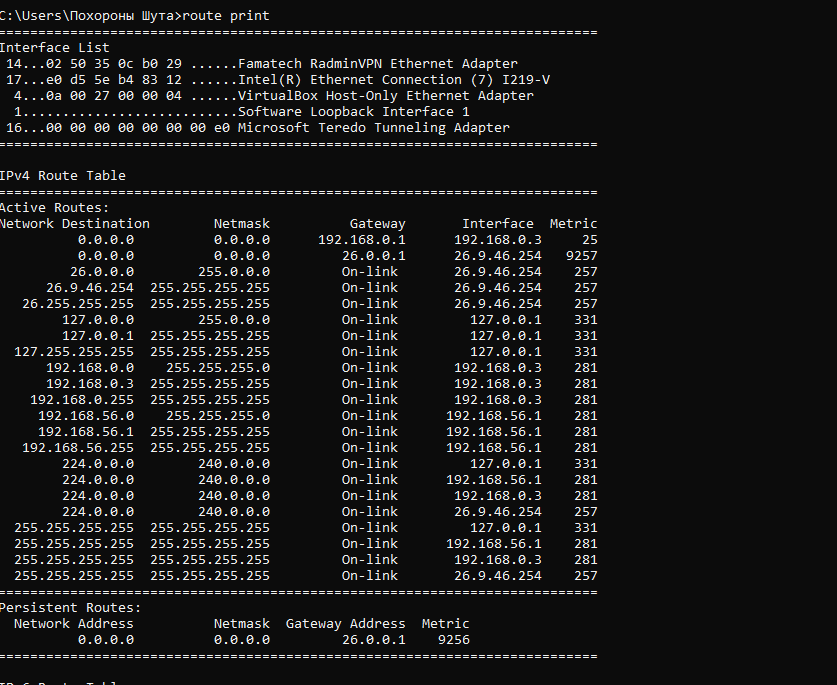 C:\Users\Похороны Шута>route print
===========================================================================
Interface List
 14...02 50 35 0c b0 29 ......Famatech RadminVPN Ethernet Adapter
 17...e0 d5 5e b4 83 12 ......Intel(R) Ethernet Connection (7) I219-V
  4...0a 00 27 00 00 04 ......VirtualBox Host-Only Ethernet Adapter
  1...........................Software Loopback Interface 1
 16...00 00 00 00 00 00 00 e0 Microsoft Teredo Tunneling Adapter
===========================================================================
IPv4 Route Table
===========================================================================
Active Routes:
Network Destination        Netmask          Gateway       Interface  Metric
          0.0.0.0          0.0.0.0      192.168.0.1      192.168.0.3     25
          0.0.0.0          0.0.0.0         26.0.0.1      26.9.46.254   9257
         26.0.0.0        255.0.0.0         On-link       26.9.46.254    257
      26.9.46.254  255.255.255.255         On-link       26.9.46.254    257
   26.255.255.255  255.255.255.255         On-link       26.9.46.254    257
        127.0.0.0        255.0.0.0         On-link         127.0.0.1    331
        127.0.0.1  255.255.255.255         On-link         127.0.0.1    331
  127.255.255.255  255.255.255.255         On-link         127.0.0.1    331
      192.168.0.0    255.255.255.0         On-link       192.168.0.3    281
      192.168.0.3  255.255.255.255         On-link       192.168.0.3    281
    192.168.0.255  255.255.255.255         On-link       192.168.0.3    281
     192.168.56.0    255.255.255.0         On-link      192.168.56.1    281
     192.168.56.1  255.255.255.255         On-link      192.168.56.1    281
   192.168.56.255  255.255.255.255         On-link      192.168.56.1    281
        224.0.0.0        240.0.0.0         On-link         127.0.0.1    331
        224.0.0.0        240.0.0.0         On-link      192.168.56.1    281
        224.0.0.0        240.0.0.0         On-link       192.168.0.3    281
        224.0.0.0        240.0.0.0         On-link       26.9.46.254    257
  255.255.255.255  255.255.255.255         On-link         127.0.0.1    331
  255.255.255.255  255.255.255.255         On-link      192.168.56.1    281
  255.255.255.255  255.255.255.255         On-link       192.168.0.3    281
  255.255.255.255  255.255.255.255         On-link       26.9.46.254    257
===========================================================================
Persistent Routes:
  Network Address          Netmask  Gateway Address  Metric
          0.0.0.0          0.0.0.0         26.0.0.1    9256
===========================================================================